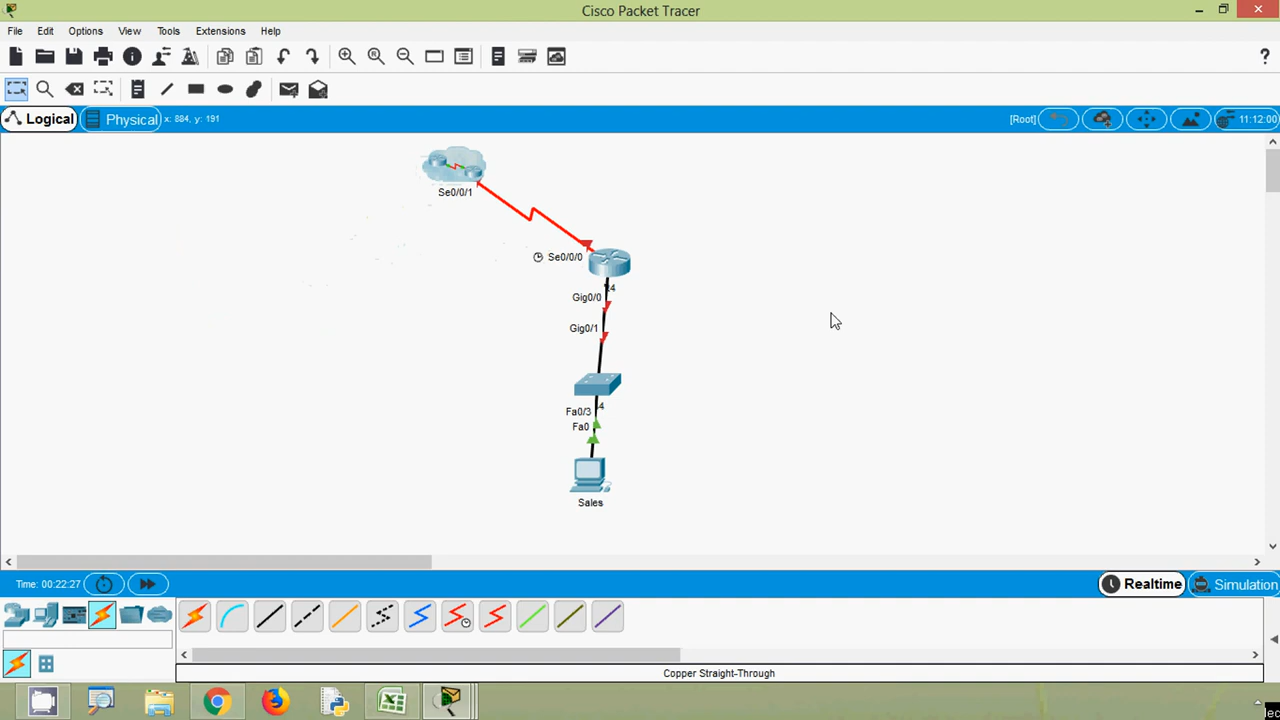 Cisco Packet Tracer
File Edit Options View Tools Extensions Help
?
Logical Physical x: 884, y: 191 [Root] 11:12:00
Se0/0/1
Se0/0/0
Gig0/0
Gig0/1
Fa0/3
Fa0
Sales
Time: 00:22:27 Realtime Simulation
Copper Straight-Through